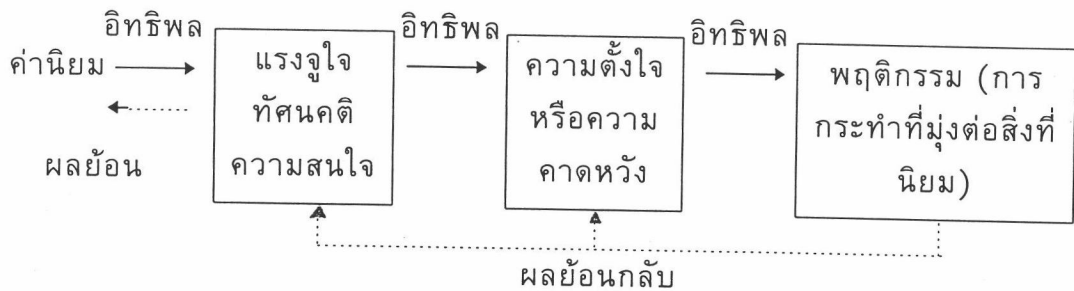 อิทธิพล
อิทธิพล
อิทธิพล
ค่านิยม
ผลย้อน
แรงจูใจ
ทัศนคติ
ความสนใจ
ความตั้งใจ
หรือความ
คาดหวัง
พฤติกรรม (การ
กระทำที่มุ่งต่อสิ่งที่
นิยม)
ผลย้อนกลับ